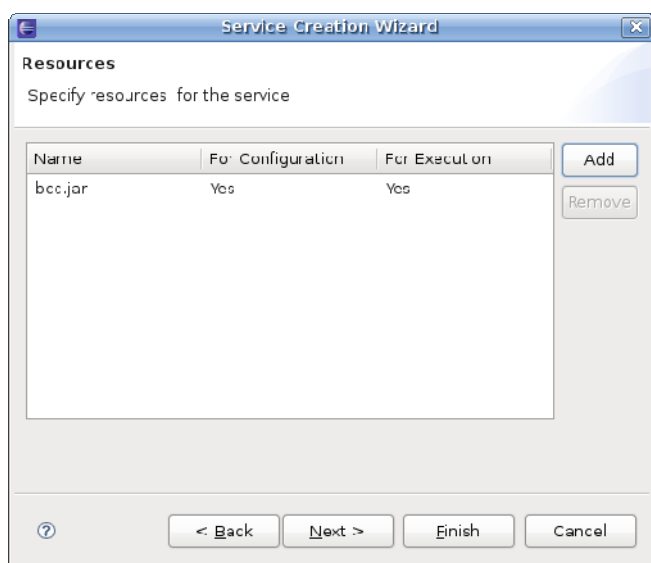 Service Creation Wizard
Resources
Specify resources for the service
Name For Configuration For Execution Add
bcc.jar Yes Yes Remove
? < Back Next > Finish Cancel